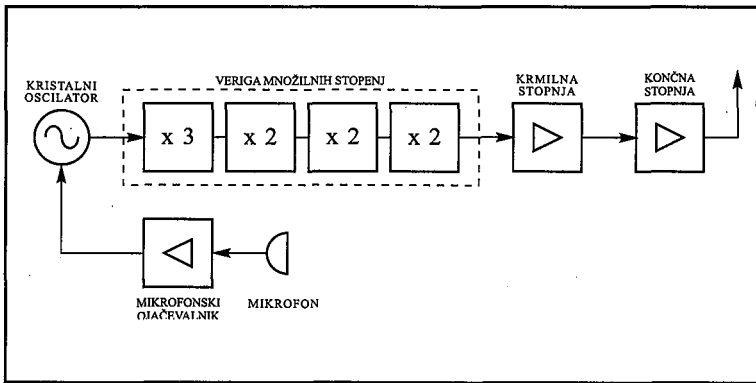 VERIGA MNOŽILNIH STOPENJ
KRISTALNI
OSCILATOR
KRMILNA
STOPNJA
KONČNA
STOPNJA
x 3
x 2
x 2
x 2
MIKROFONSKI
OJAČEVALNIK
MIKROFON